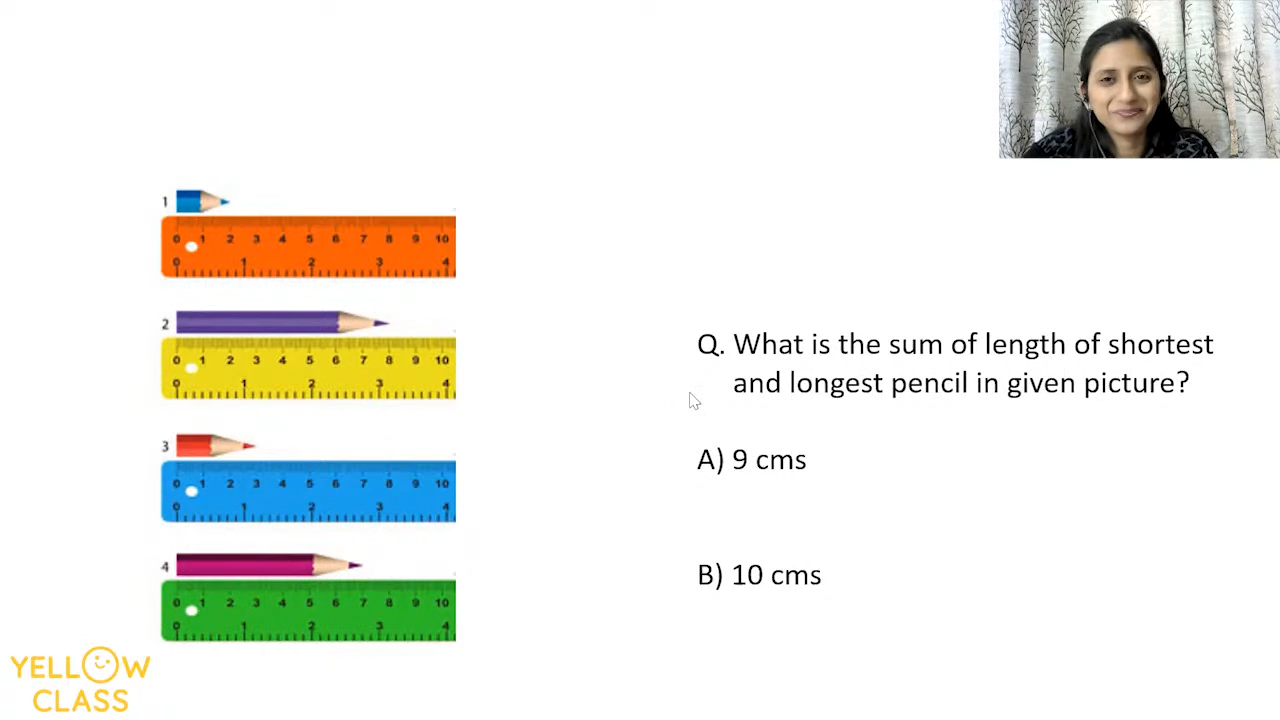 1
0 1 2 3 4 5 6 7 8 9 10
0 1 2 3 4
2
0 1 2 3 4 5 6 7 8 9 10
0 1 2 3 4
3
0 1 2 3 4 5 6 7 8 9 10
0 1 2 3 4
4
0 1 2 3 4 5 6 7 8 9 10
0 1 2 3 4
Q. What is the sum of length of shortest
and longest pencil in given picture?
A) 9 cms
B) 10 cms
YELLOW
CLASS